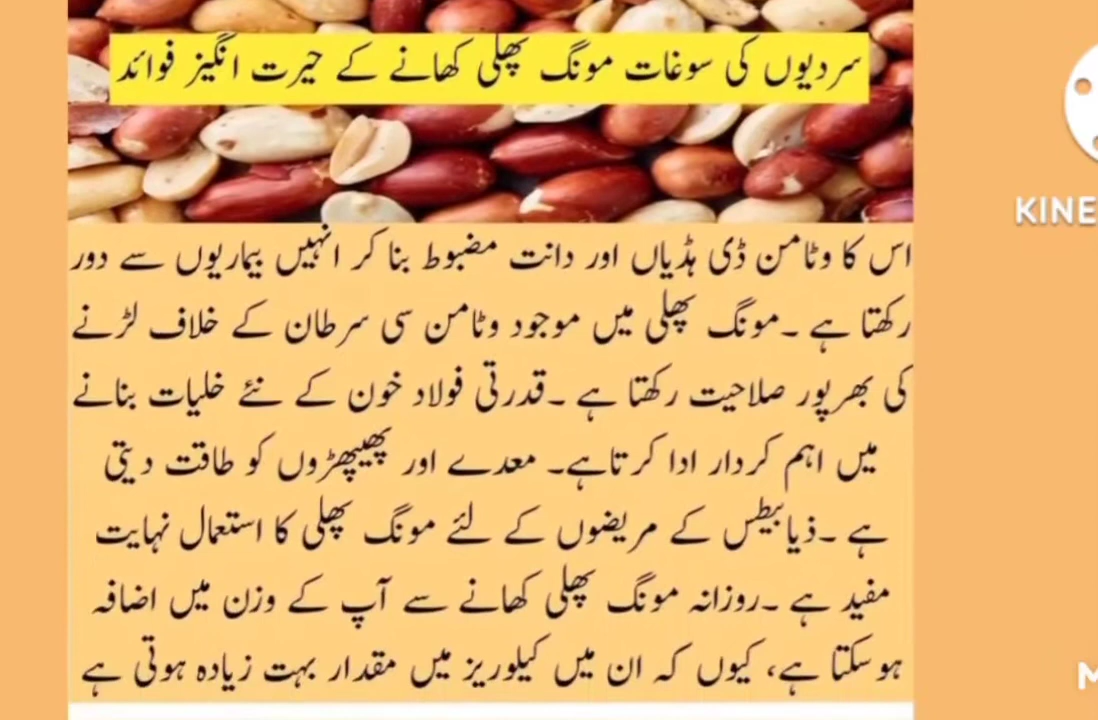 سردیوں کی سوغات مونگ پھلی کھانے کے حیرت انگیز فوائد
اس کا وٹامن ڈی ہڈیاں اور دانت مضبوط بنا کر انہیں بیماریوں سے دور
رکھتا ہے ۔مونگ پھلی میں موجود وٹامن سی سرطان کے خلاف لڑنے
کی بھرپور صلاحیت رکھتا ہے ۔قدرتی فولاد خون کے نئے خلیات بنانے
میں اہم کردار ادا کرتاہے۔ معدے اور پھیپھڑوں کو طاقت دیتی
ہے ۔ذیابیطس کے مریضوں کے لئے مونگ پھلی کا استعمال نہایت
مفید ہے ۔روزانہ مونگ پھلی کھانے سے آپ کے وزن میں اضافہ
ہوسکتا ہے، کیوں کہ ان میں کیلوریز میں مقدار بہت زیادہ ہوتی ہے
KINE
M